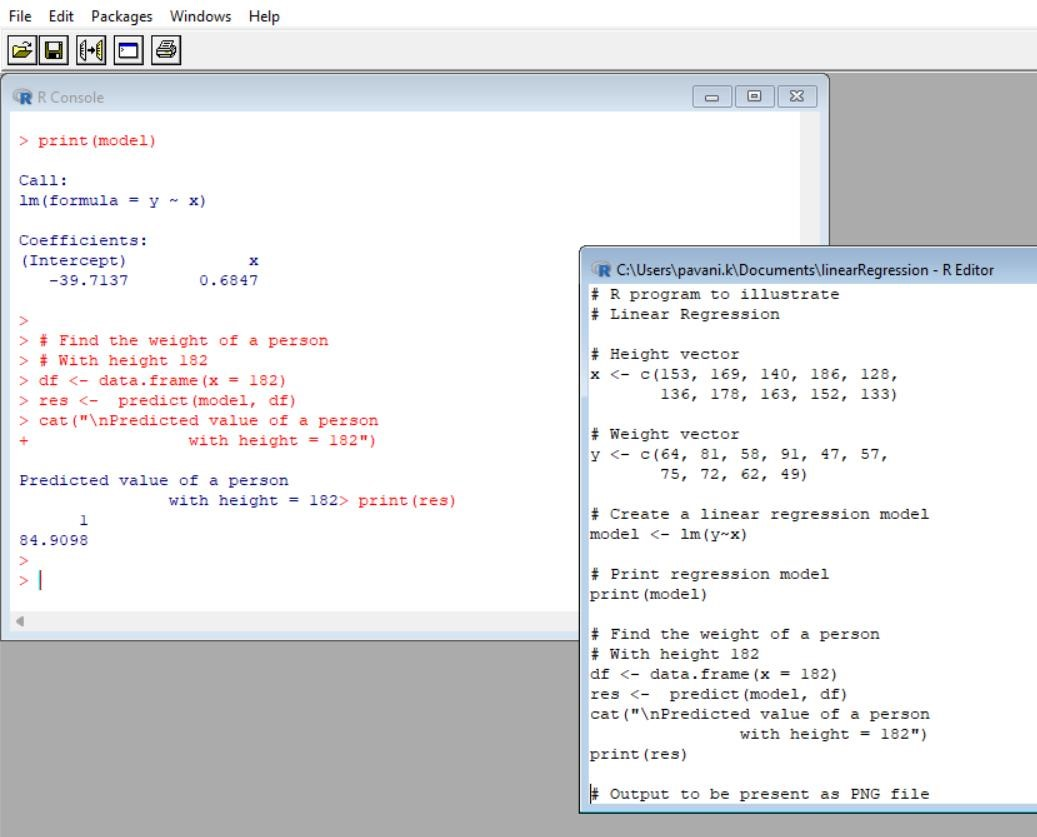 File Edit Packages Windows Help
R Console
> print(model)
Call:
lm(formula = y ~ x)
Coefficients:
(Intercept) x
-39.7137 0.6847
>
> # Find the weight of a person
> # With height 182
> df <- data.frame(x = 182)
> res <-  predict(model, df)
> cat("\nPredicted value of a person
+ with height = 182")
Predicted value of a person
with height = 182> print(res)
1
84.9098
>
>
C:\Users\pavani.k\Documents\linearRegression - R Editor
# R program to illustrate
# Linear Regression
# Height vector
x <- c(153, 169, 140, 186, 128,
136, 178, 163, 152, 133)
# Weight vector
y <- c(64, 81, 58, 91, 47, 57,
75, 72, 62, 49)
# Create a linear regression model
model <- lm(y~x)
# Print regression model
print(model)
# Find the weight of a person
# With height 182
df <- data.frame(x = 182)
res <-  predict(model, df)
cat("\nPredicted value of a person
with height = 182")
print(res)
# Output to be present as PNG file